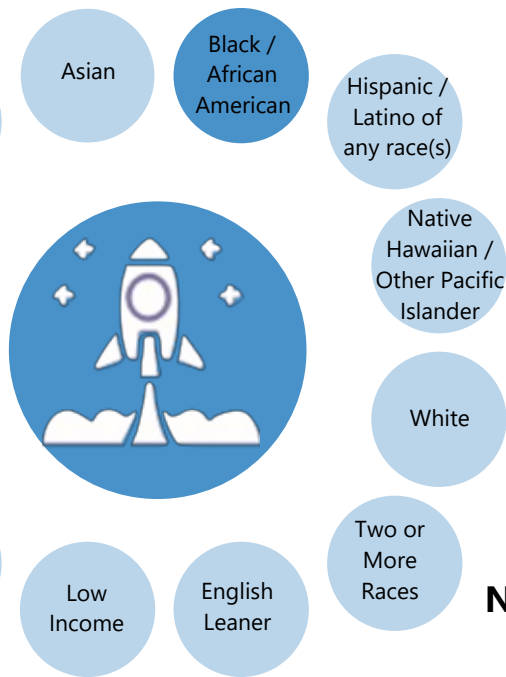 Asian
Black /
African
American
Hispanic /
Latino of
any race(s)
Native
Hawaiian /
Other Pacific
Islander
White
Two or
More
Races
English
Leaner
Low
Income
N